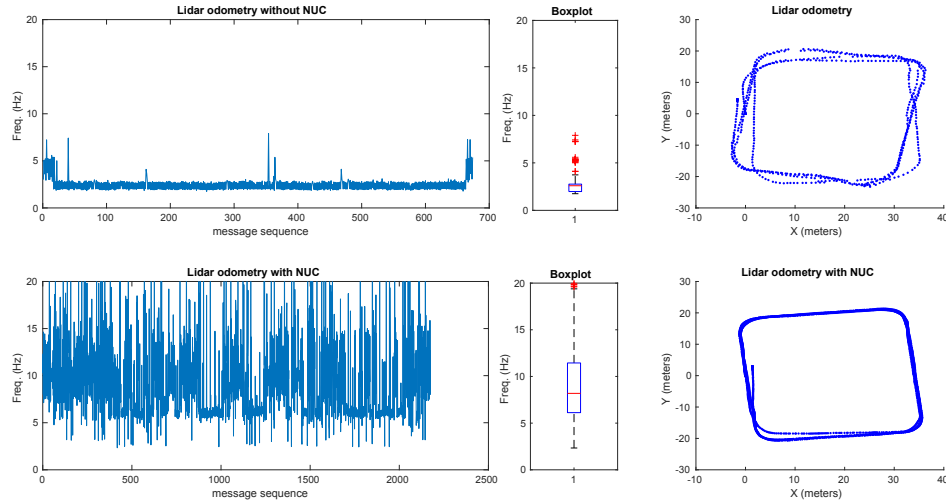 Lidar odometry without NUC
Freq. (Hz)
20
15
10
5
0
0 100 200 300 400 500 600 700
message sequence
Boxplot
Freq. (Hz)
20
15
10
5
0
1
Lidar odometry
Y (meters)
30
20
10
0
-10
-20
-30
-10 0 10 20 30 40
X (meters)
Lidar odometry with NUC
Freq. (Hz)
20
15
10
5
0
0 500 1000 1500 2000 2500
message sequence
Boxplot
Freq. (Hz)
20
15
10
5
0
1
Lidar odometry with NUC
Y (meters)
30
20
10
0
-10
-20
-30
-10 0 10 20 30 40
X (meters)